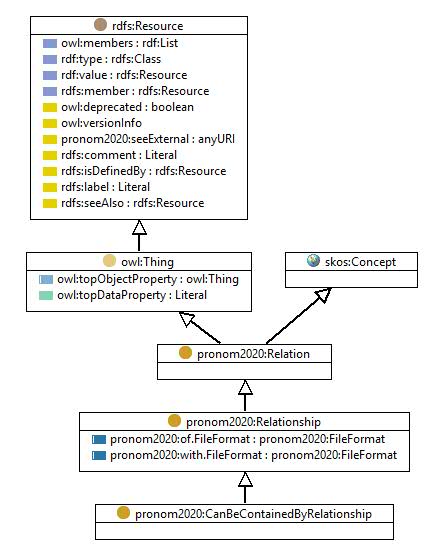 rdfs:Resource
owl:members : rdf:List
rdf:type : rdfs:Class
rdf:value : rdfs:Resource
rdfs:member : rdfs:Resource
owl:deprecated : boolean
owl:versionInfo
pronom2020:seeExternal : anyURI
rdfs:comment : Literal
rdfs:isDefinedBy : rdfs:Resource
rdfs:label : Literal
rdfs:seeAlso : rdfs:Resource
owl:Thing
owl:topObjectProperty : owl:Thing
owl:topDataProperty : Literal
skos:Concept
pronom2020:Relation
pronom2020:Relationship
pronom2020:of.FileFormat : pronom2020:FileFormat
pronom2020:with.FileFormat : pronom2020:FileFormat
pronom2020:CanBeContainedByRelationship